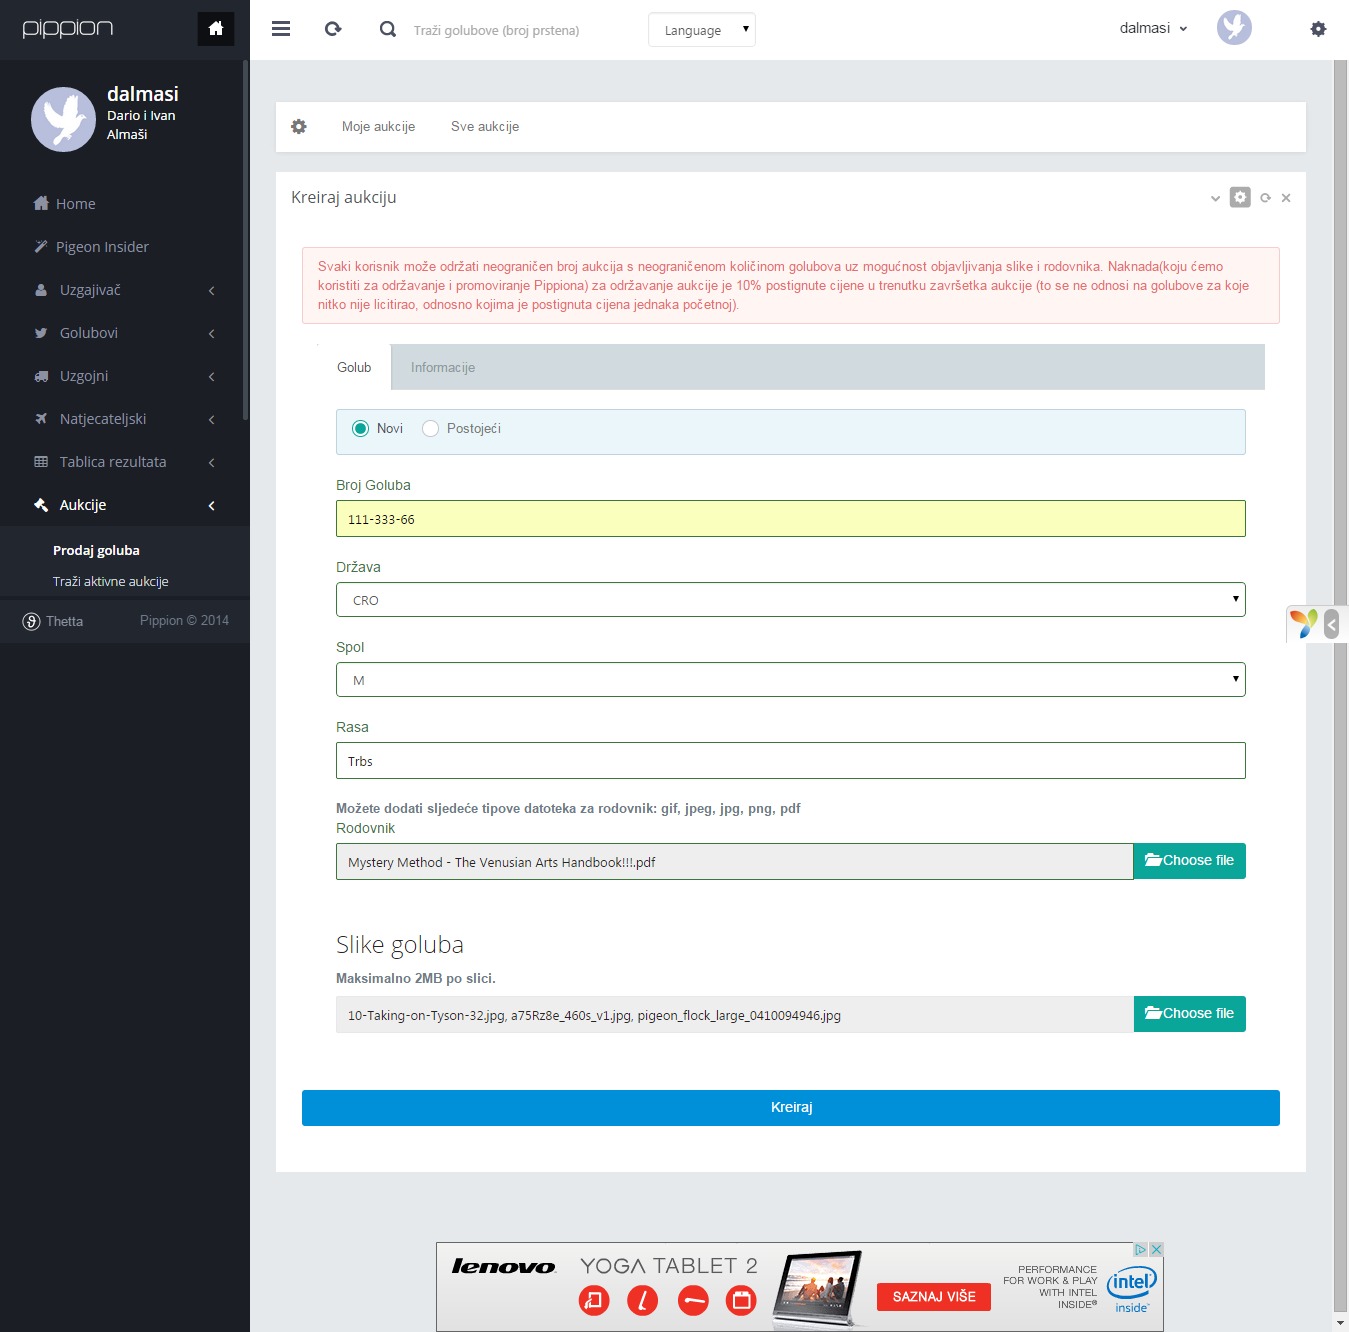 pippion
Traži golubove (broj prstena)
Language
dalmasi
dalmasi
Dario i Ivan
Almaši
Home
Pigeon Insider
Uzgajivač
Golubovi
Uzgojni
Natjecateljski
Tablica rezultata
Aukcije
Prodaj goluba
Traži aktivne aukcije
Thetta
Pippion © 2014
Moje aukcije
Sve aukcije
Kreiraj aukciju
Svaki korisnik može održati neograničen broj aukcija s neograničenom količinom golubova uz mogućnost objavljivanja slike i rodovnika. Naknada(koju ćemo
koristiti za održavanje i promoviranje Pippiona) za održavanje aukcije je 10% postignute cijene u trenutku završetka aukcije (to se ne odnosi na golubove za koje
nitko nije licitirao, odnosno kojima je postignuta cijena jednaka početnoj).
Golub
Informacije
Novi
Postojeći
Broj Goluba
111-333-66
Država
CRO
Spol
M
Rasa
Trbs
Možete dodati sljedeće tipove datoteka za rodovnik: gif, jpeg, jpg, png, pdf
Rodovnik
Mystery Method - The Venusian Arts Handbook!!!.pdf
Choose file
Slike goluba
Maksimalno 2MB po slici.
10-Taking-on-Tyson-32.jpg, a75Rz8e_460s_v1.jpg, pigeon_flock_large_0410094946.jpg
Choose file
Kreiraj
lenovo
YOGA TABLET 2
SAZNAJ VIŠE
PERFORMANCE
FOR WORK & PLAY
WITH INTEL
INSIDE®
intel
inside™